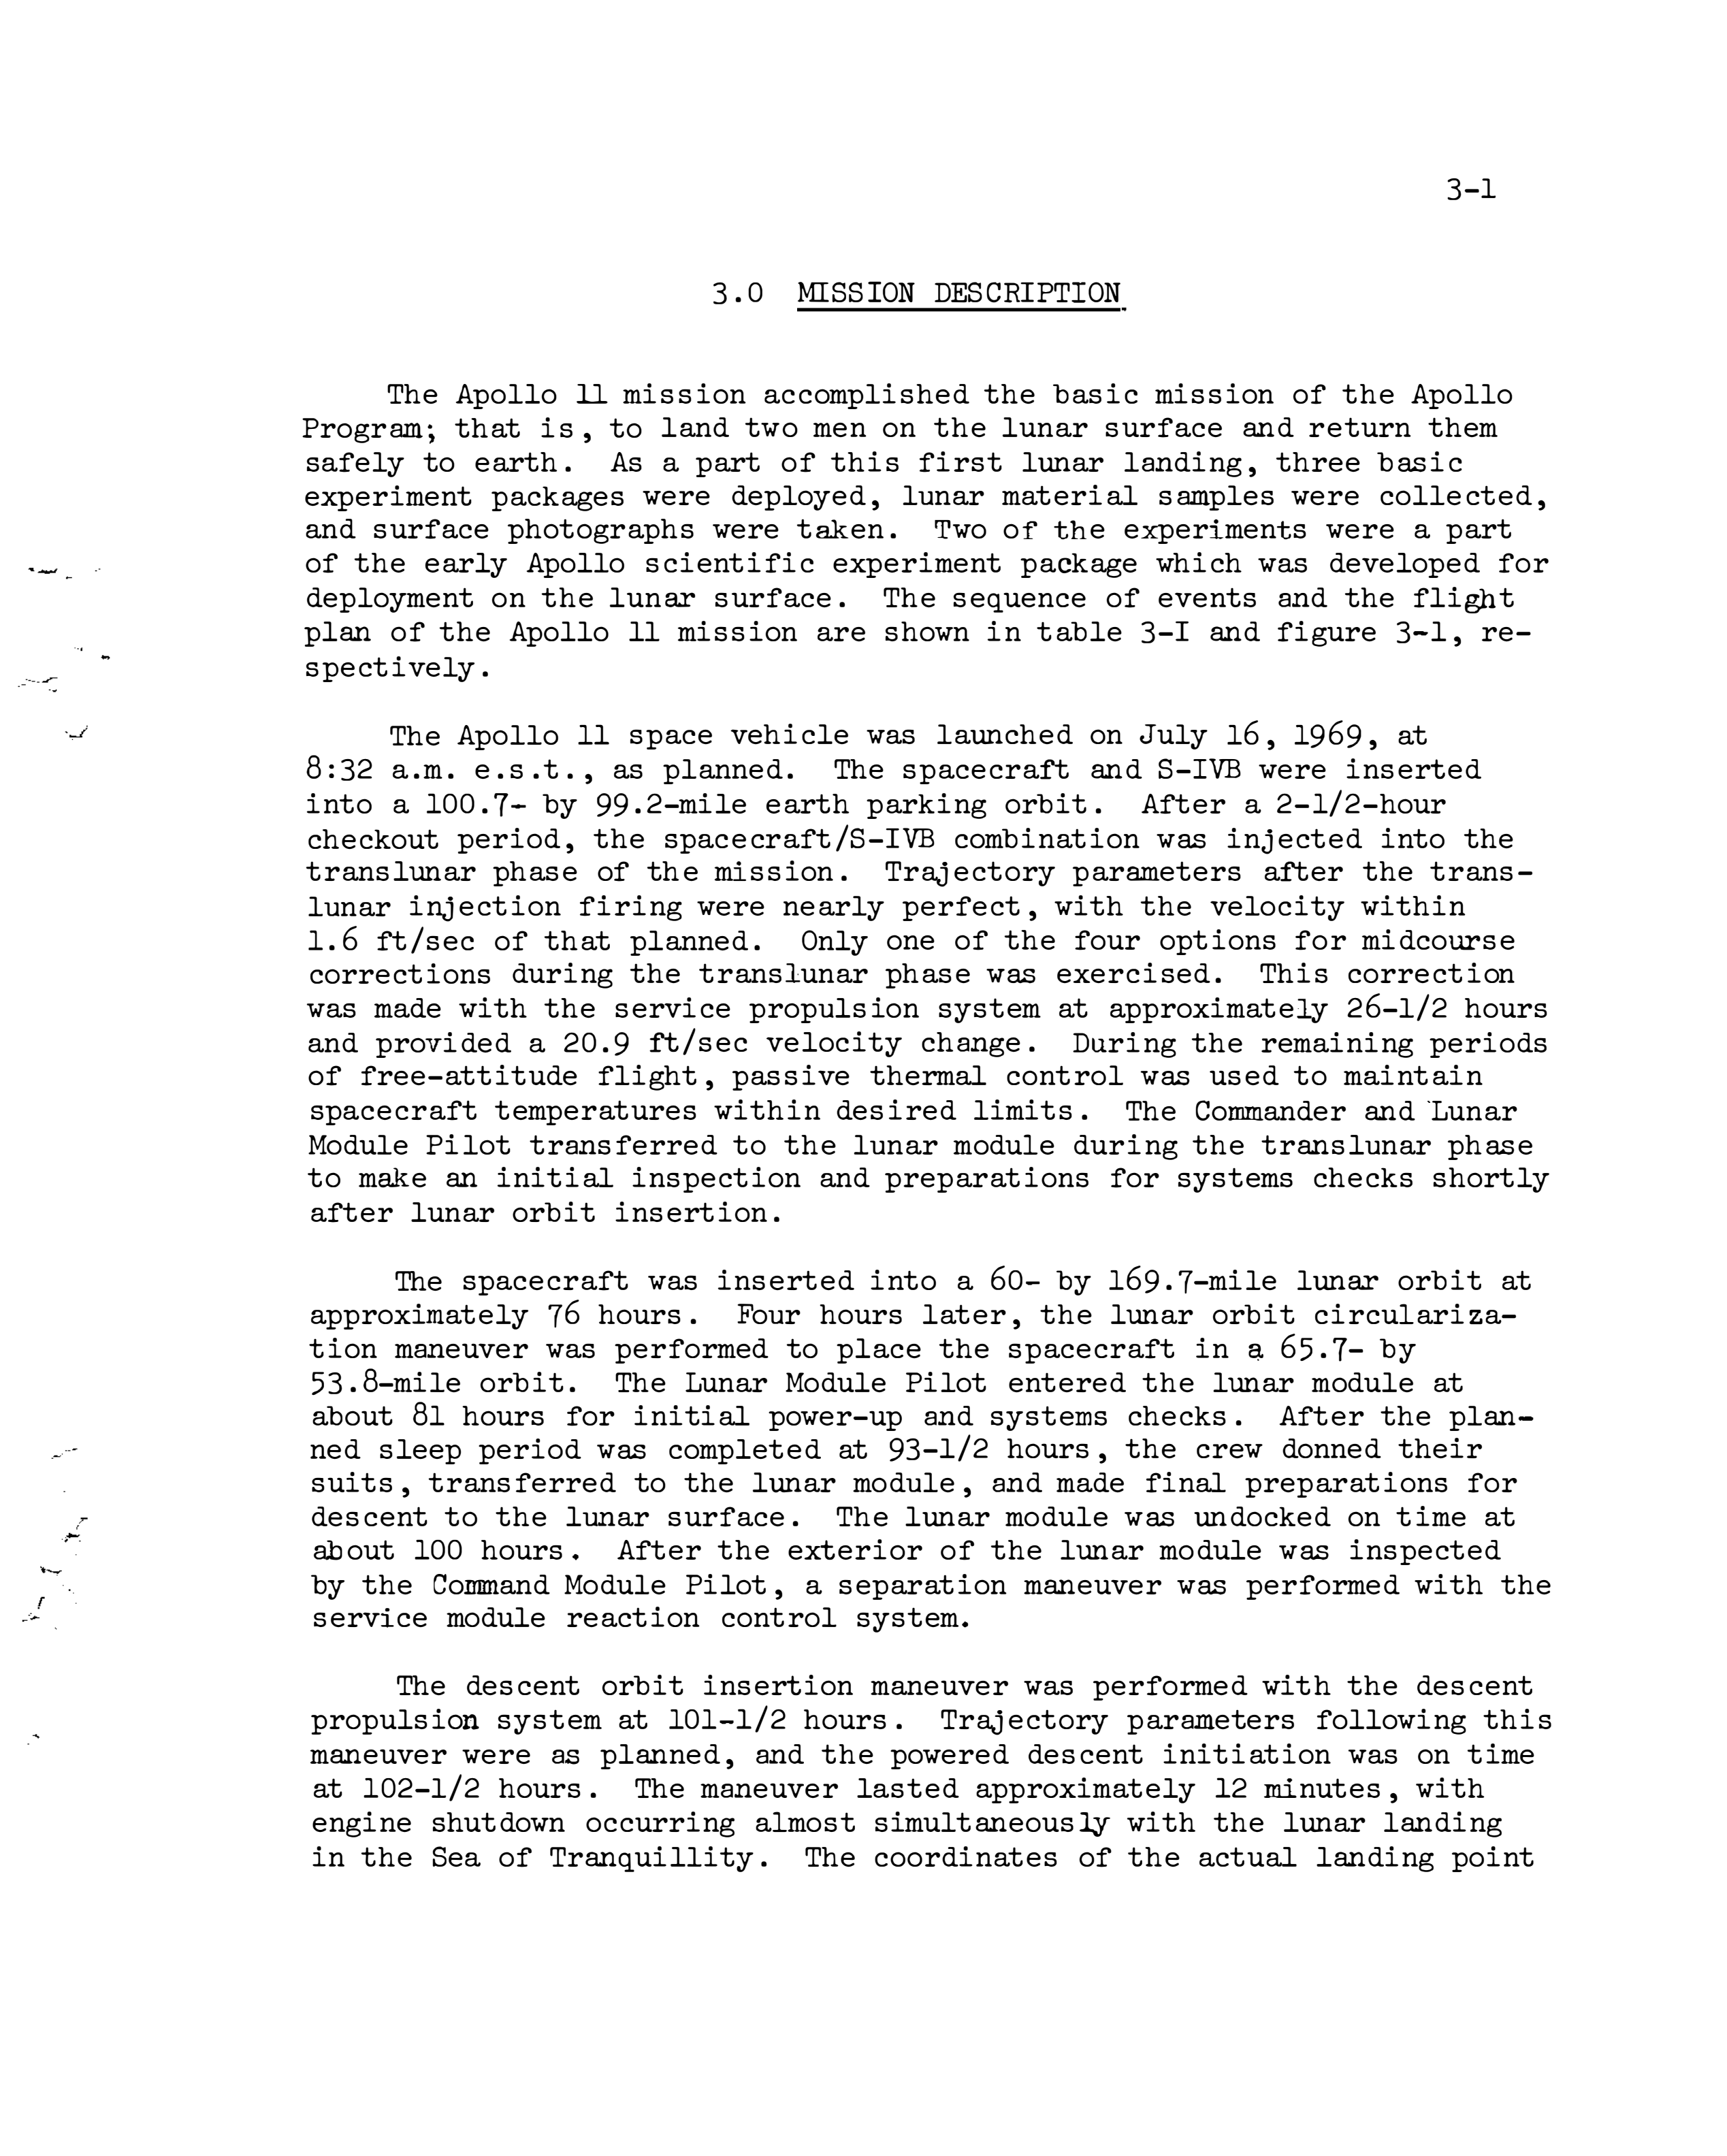 3-1
3.0 MISSION DESCRIPTION
The Apollo 11 mission accomplished the basic mission of the Apollo
Program; that is, to land two men on the lunar surface and return them
safely to earth. As a part of this first lunar landing, three basic
experiment packages were deployed, lunar material samples were collected,
and surface photographs were taken. Two of the experiments were a part
of the early Apollo scientific experiment package which was developed for
deployment on the lunar surface. The sequence of events and the flight
plan of the Apollo 11 mission are shown in table 3-I and figure 3-1, re-
spectively.
The Apollo 11 space vehicle was launched on July 16, 1969, at
8:32 a.m. e.s.t., as planned. The spacecraft and S-IVB were inserted
into a 100.7- by 99.2-mile earth parking orbit. After a 2-1/2-hour
checkout period, the spacecraft/S-IVB combination was injected into the
translunar phase of the mission. Trajectory parameters after the trans-
lunar injection firing were nearly perfect, with the velocity within
1.6 ft/sec of that planned. Only one of the four options for midcourse
corrections during the translunar phase was exercised. This correction
was made with the service propulsion system at approximately 26-1/2 hours
and provided a 20.9 ft/sec velocity change. During the remaining periods
of free-attitude flight, passive thermal control was used to maintain
spacecraft temperatures within desired limits. The Commander and Lunar
Module Pilot transferred to the lunar module during the translunar phase
to make an initial inspection and preparations for systems checks shortly
after lunar orbit insertion.
The spacecraft was inserted into a 60- by 169.7-mile lunar orbit at
approximately 76 hours. Four hours later, the lunar orbit circulariza-
tion maneuver was performed to place the spacecraft in a 65.7- by
53.8-mile orbit. The Lunar Module Pilot entered the lunar module at
about 81 hours for initial power-up and systems checks. After the plan-
ned sleep period was completed at 93-1/2 hours, the crew donned their
suits, transferred to the lunar module, and made final preparations for
descent to the lunar surface. The lunar module was undocked on time at
about 100 hours. After the exterior of the lunar module was inspected
by the Command Module Pilot, a separation maneuver was performed with the
service module reaction control system.
The descent orbit insertion maneuver was performed with the descent
propulsion system at 101-1/2 hours. Trajectory parameters following this
maneuver were as planned, and the powered descent initiation was on time
at 102-1/2 hours. The maneuver lasted approximately 12 minutes, with
engine shutdown occurring almost simultaneously with the lunar landing
in the Sea of Tranquillity. The coordinates of the actual landing point